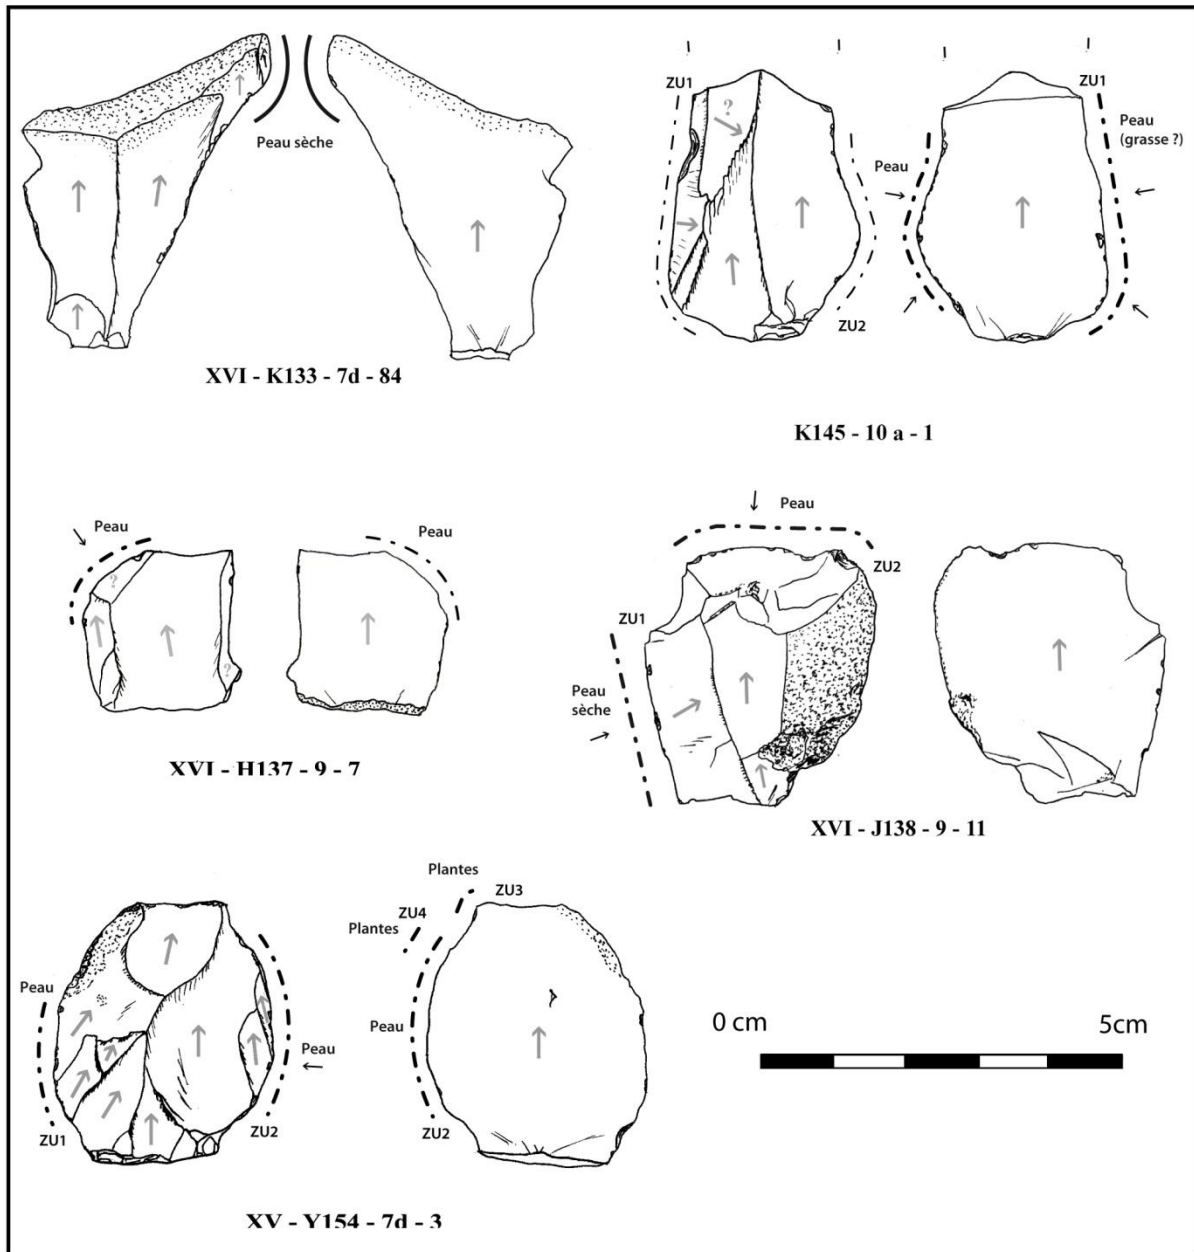 Peau sèche
XVI - K133 - 7d - 84
ZU1
?
ZU2
Peau
ZU1
Peau
(grasse ?)
K145 - 10 a - 1
Peau
?
?
Peau
XVI - H137 - 9 - 7
Peau
ZU2
ZU1
Peau
sèche
XVI - J138 - 9 - 11
Peau
ZU1
Peau
ZU2
Plantes
ZU3
ZU4
Plantes
Peau
ZU2
XV - Y154 - 7d - 3
0 cm
5cm